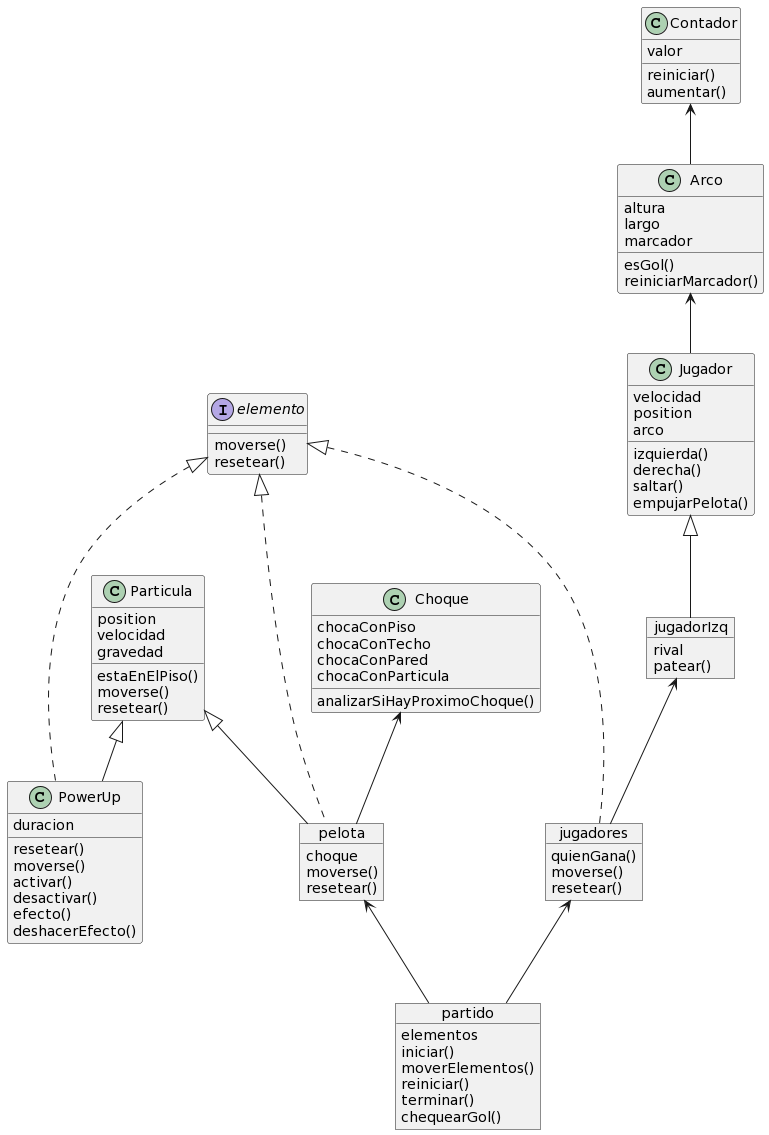 C Contador
valor
reiniciar()
aumentar()
C Arco
altura
largo
marcador
esGol()
reiniciarMarcador()
C Jugador
velocidad
position
arco
izquierda()
derecha()
saltar()
empujarPelota()
I elemento
moverse()
resetear()
C Particula
position
velocidad
gravedad
estaEnElPiso()
moverse()
resetear()
C Choque
chocaConPiso
chocaConTecho
chocaConPared
chocaConParticula
analizarSiHayProximoChoque()
jugadorIzq
rival
patear()
C PowerUp
duracion
resetear()
moverse()
activar()
desactivar()
efecto()
deshacerEfecto()
pelota
choque
moverse()
resetear()
jugadores
quienGana()
moverse()
resetear()
partido
elementos
iniciar()
moverElementos()
reiniciar()
terminar()
chequearGol()